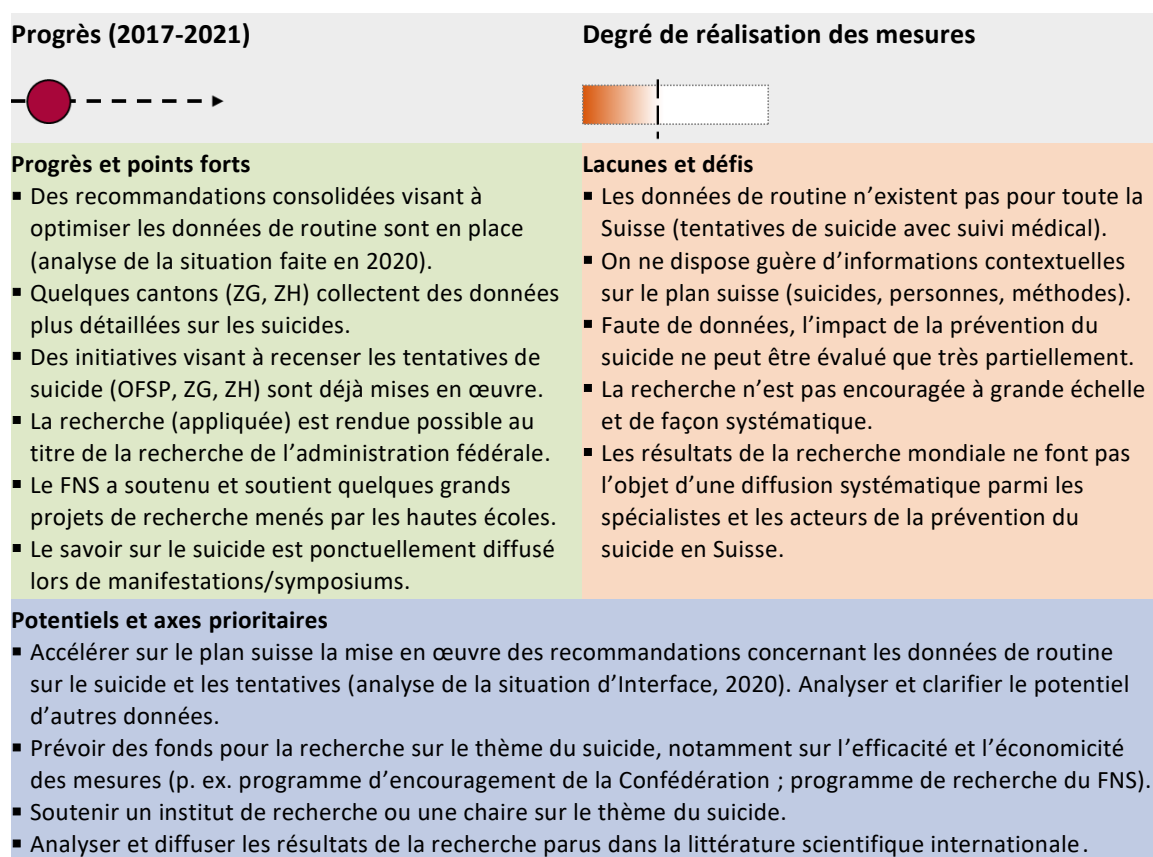 Progrès (2017-2021)
Degré de réalisation des mesures
Progrès et points forts
▪ Des recommandations consolidées visant à
optimiser les données de routine sont en place
(analyse de la situation faite en 2020).
▪ Quelques cantons (ZG, ZH) collectent des données
plus détaillées sur les suicides.
▪ Des initiatives visant à recenser les tentatives de
suicide (OFSP, ZG, ZH) sont déjà mises en œuvre.
▪ La recherche (appliquée) est rendue possible au
titre de la recherche de l’administration fédérale.
▪ Le FNS a soutenu et soutient quelques grands
projets de recherche menés par les hautes écoles.
▪ Le savoir sur le suicide est ponctuellement diffusé
lors de manifestations/symposiums.
Lacunes et défis
▪ Les données de routine n’existent pas pour toute la
Suisse (tentatives de suicide avec suivi médical).
▪ On ne dispose guère d’informations contextuelles
sur le plan suisse (suicides, personnes, méthodes).
▪ Faute de données, l’impact de la prévention du
suicide ne peut être évalué que très partiellement.
▪ La recherche n’est pas encouragée à grande échelle
et de façon systématique.
▪ Les résultats de la recherche mondiale ne font pas
l’objet d’une diffusion systématique parmi les
spécialistes et les acteurs de la prévention du
suicide en Suisse.
Potentiels et axes prioritaires
▪ Accélérer sur le plan suisse la mise en œuvre des recommandations concernant les données de routine
sur le suicide et les tentatives (analyse de la situation d’Interface, 2020). Analyser et clarifier le potentiel
d’autres données.
▪ Prévoir des fonds pour la recherche sur le thème du suicide, notamment sur l’efficacité et l’économicité
des mesures (p. ex. programme d’encouragement de la Confédération ; programme de recherche du FNS).
▪ Soutenir un institut de recherche ou une chaire sur le thème du suicide.
▪ Analyser et diffuser les résultats de la recherche parus dans la littérature scientifique internationale.